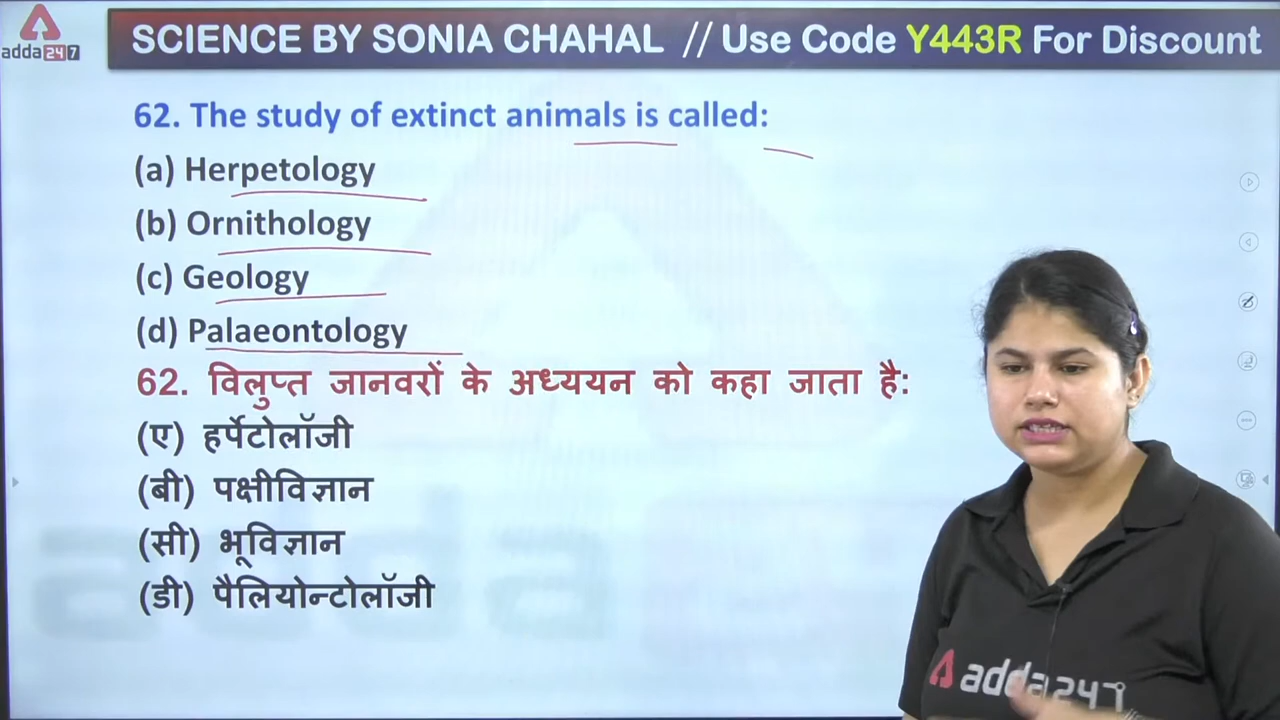 SCIENCE BY SONIA CHAHAL // Use Code Y443R For Discount
adda247
62. The study of extinct animals is called:
(a) Herpetology
(b) Ornithology
(c) Geology
(d) Palaeontology
62. विलुप्त जानवरों के अध्ययन को कहा जाता है:
(ए) हर्पेटोलॉजी
(बी) पक्षीविज्ञान
(सी) भूविज्ञान
(डी) पैलियोन्टोलॉजी
adda
adda247